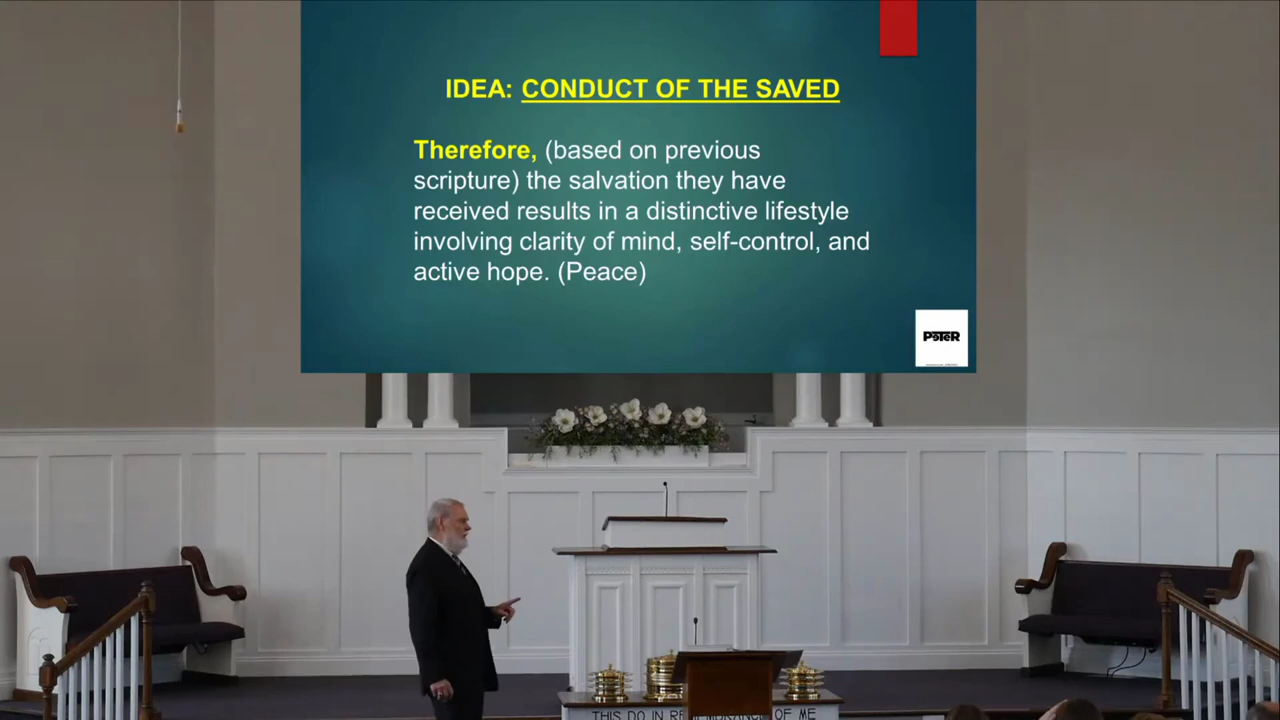 IDEA: CONDUCT OF THE SAVED
Therefore, (based on previous
scripture) the salvation they have
received results in a distinctive lifestyle
involving clarity of mind, self-control, and
active hope. (Peace)
PeTeR
THIS DO IN OF ME